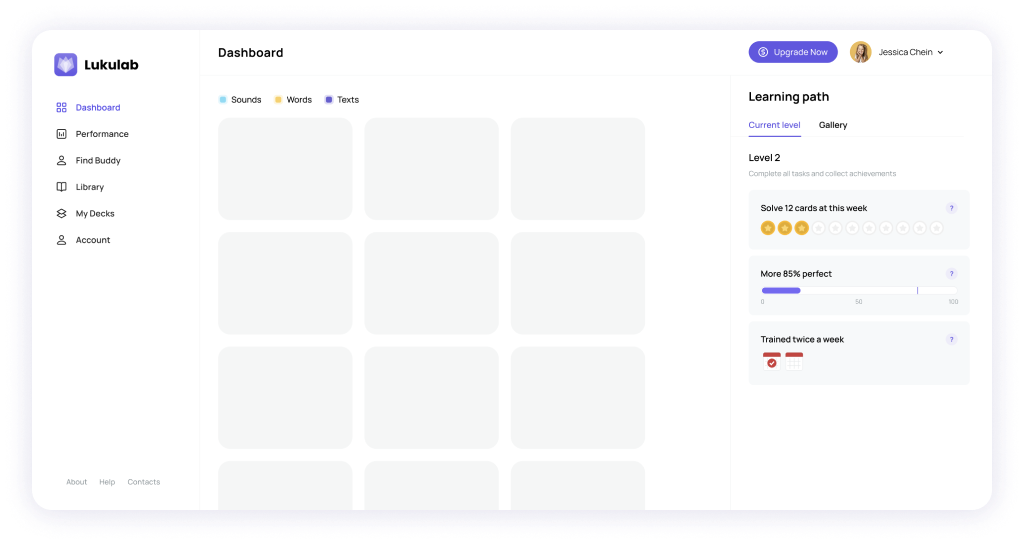 Lukulab
Dashboard
Performance
Find Buddy
Library
My Decks
Account
About Help Contacts
Dashboard
Upgrade Now
Jessica Chein
Sounds Words Texts
Learning path
Current level Gallery
Level 2
Complete all tasks and collect achievements
Solve 12 cards at this week ?
More 85% perfect ?
0 50 100
Trained twice a week ?